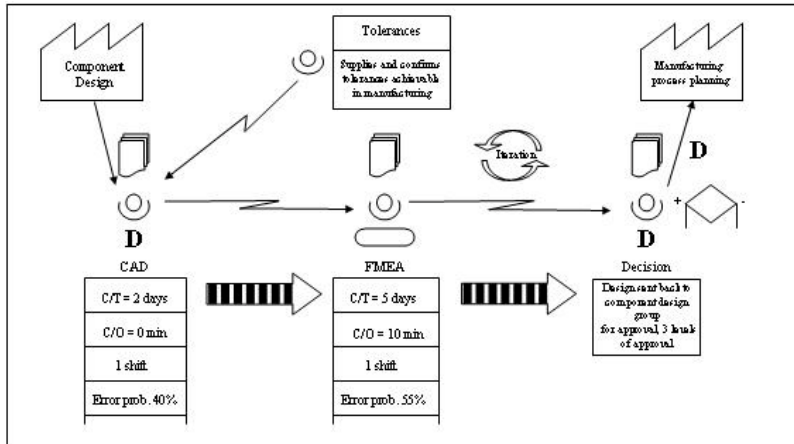 Component
Design
Tolerances
Supplies and confirms
tolerances achievable
in manufacturing
Manufacturing
process planning
Iteration
D
D
D
+
-
CAD
C/T = 2 days
C/O = 0 min
1 shift
Error prob. 40%
FMEA
C/T = 5 days
C/O = 10 min
1 shift
Error prob. 55%
Decision
Design sent back to
component design
group
for approval, 3 levels
of approval